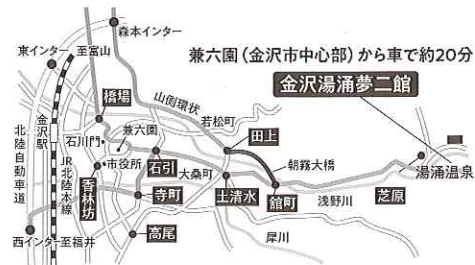 森本インター
東インター
至富山
兼六園(金沢市中心部)から車で約20分
金沢湯涌夢二館
橋場
山側環状
若松町
金沢駅
北陸自動車道
JR北陸本線
石川門
兼六園
市役所
石引
田上
朝霧大橋
湯涌温泉
香林坊
大桑町
寺町
土清水
舘町
浅野川
芝原
西インター
至福井
高尾
犀川